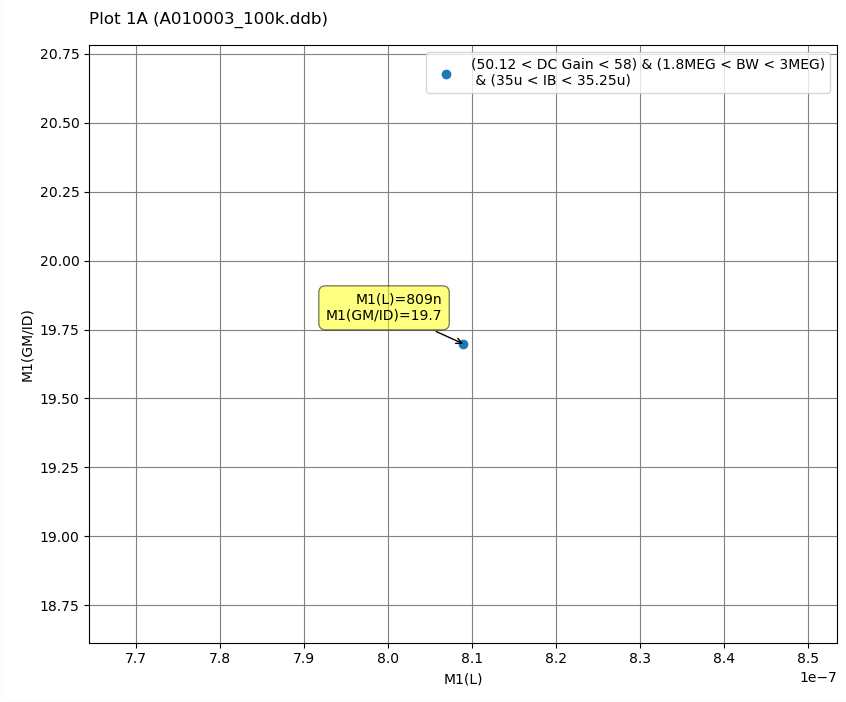 Plot 1A (A010003_100k.ddb)
(50.12 < DC Gain < 58) & (1.8MEG < BW < 3MEG)
& (35u < IB < 35.25u)
20.75
20.50
20.25
20.00
19.75
19.50
19.25
19.00
18.75
M1(GM/ID)
M1(L)=809n
M1(GM/ID)=19.7
7.7 7.8 7.9 8.0 8.1 8.2 8.3 8.4 8.5
1e−7
M1(L)